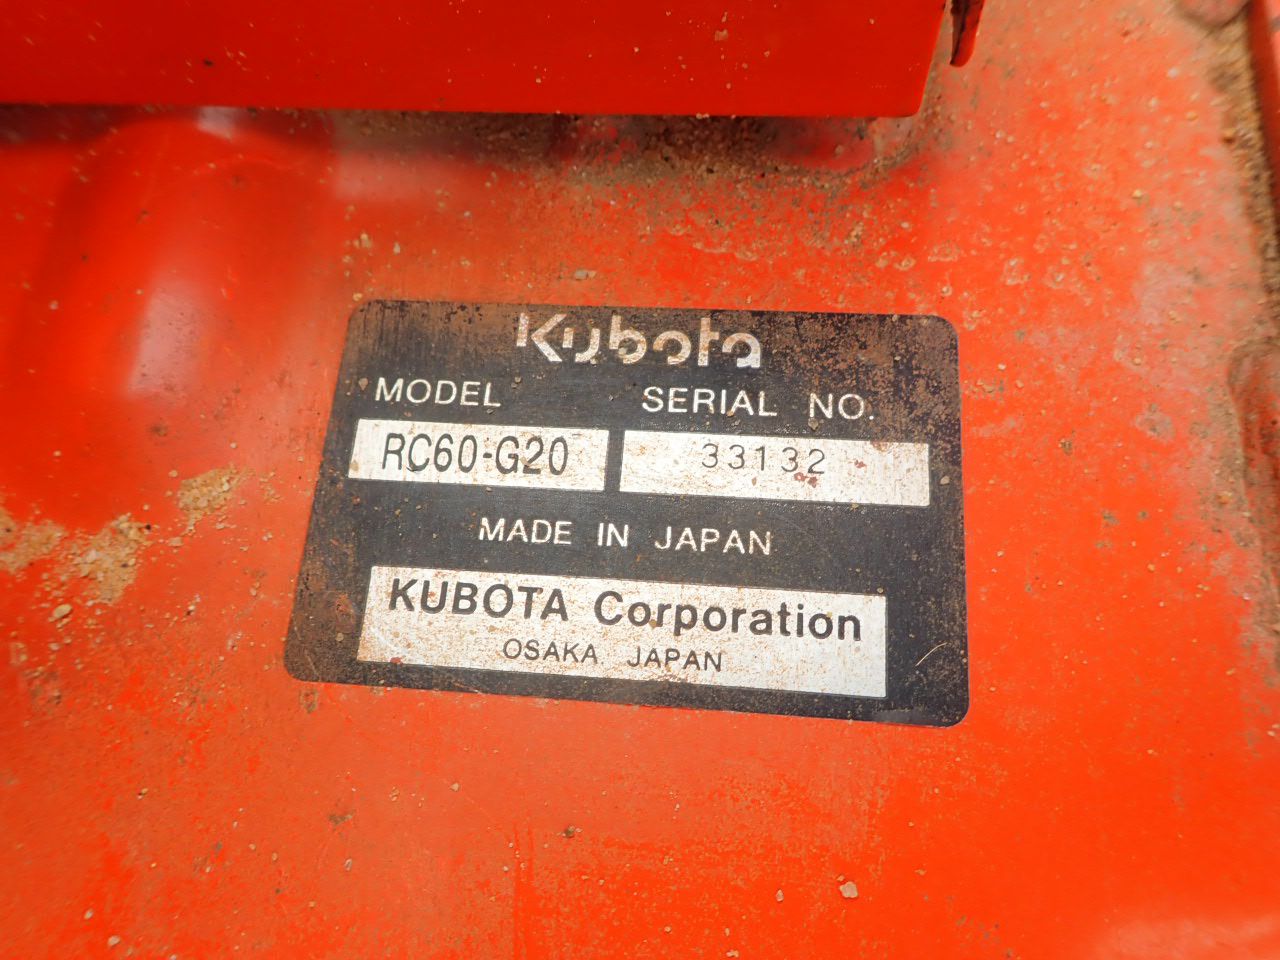 Kubota
MODEL SERIAL NO.
RC60-G20 33132
MADE IN JAPAN
KUBOTA Corporation
OSAKA JAPAN